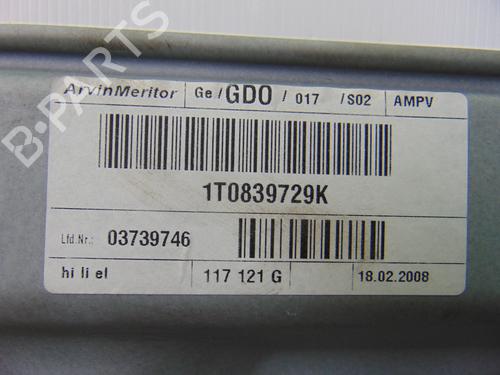 ArvinMeritor Ge / GDO / 017 / S02 AMPV
1T0839729K
Lfd.Nr.: 03739746
hi li el 117 121 G 18.02.2008
B-PARTS